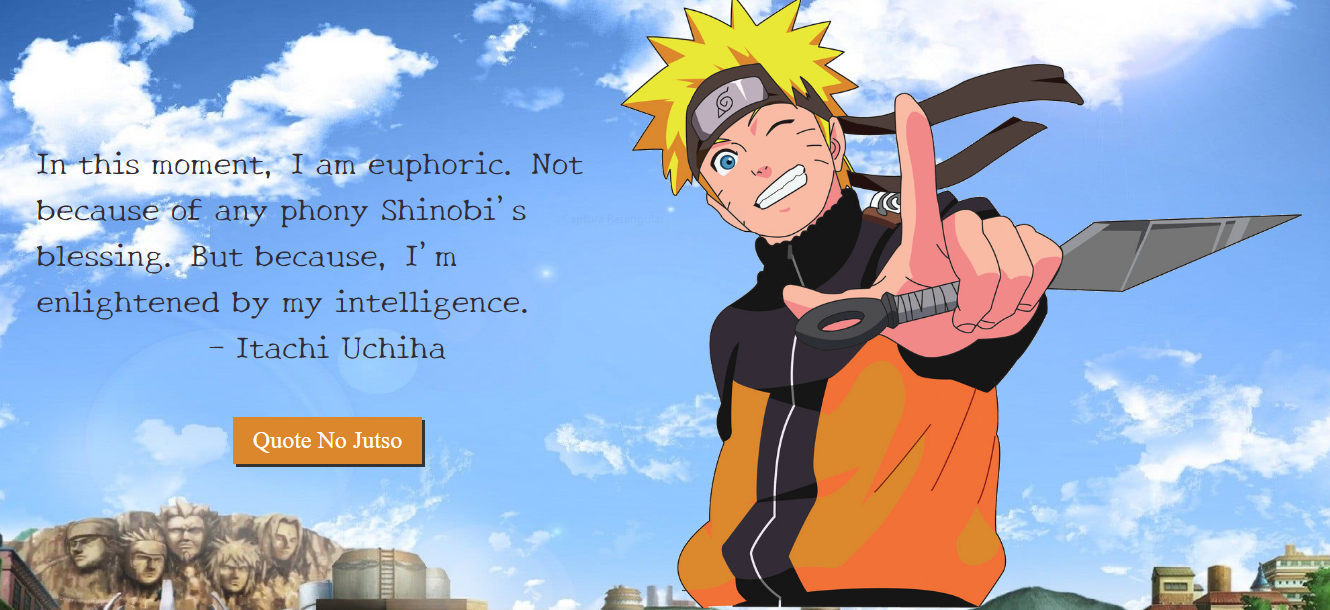 In this moment, I am euphoric. Not
because of any phony Shinobi's
blessing. But because, I'm
enlightened by my intelligence.
- Itachi Uchiha
Quote No Jutso